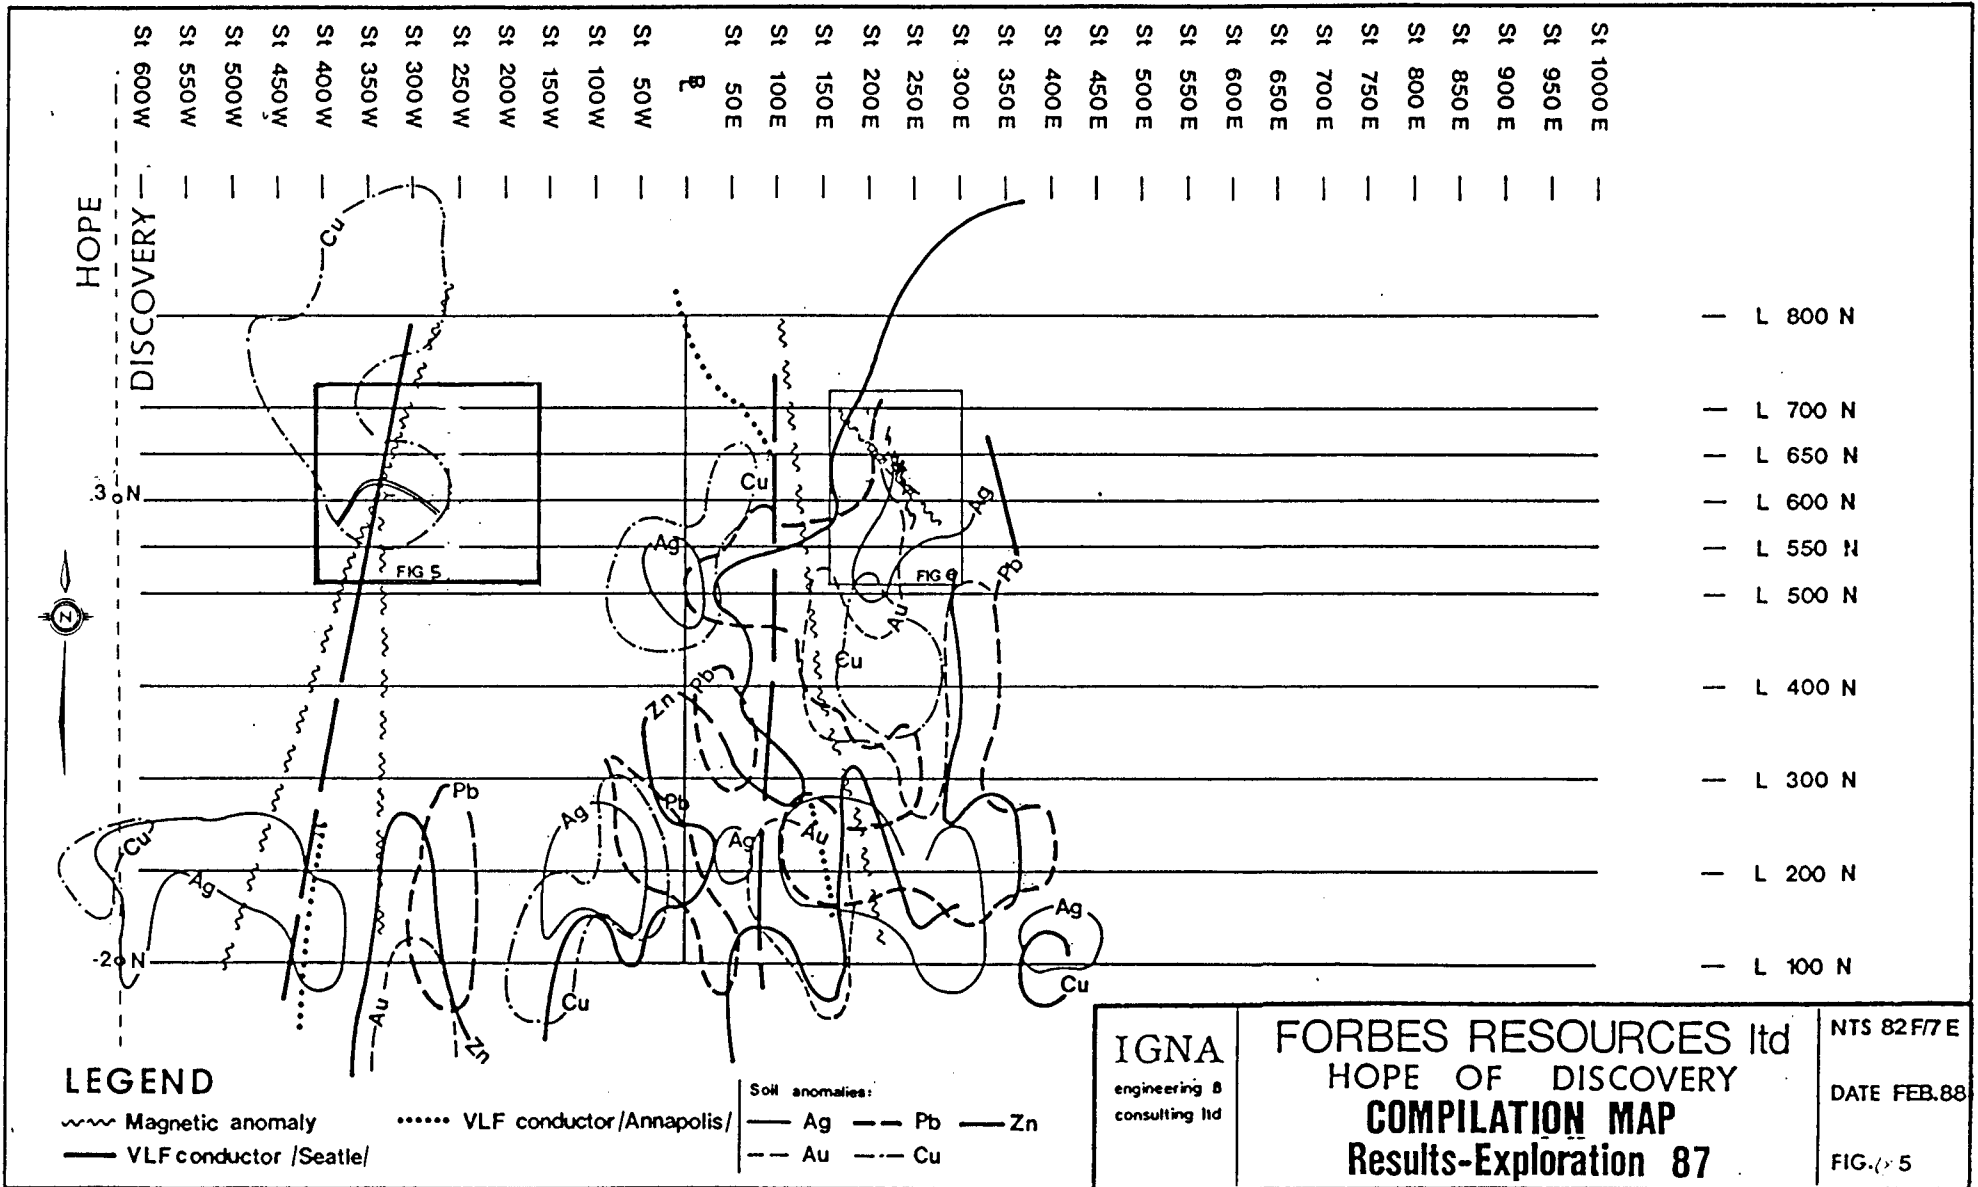 St 600W
St 550W
St 500W
St 450W
St 400W
St 350W
St 300W
St 250W
St 200W
St 150W
St 100W
St 50W
BL
St 50E
St 100E
St 150E
St 200E
St 250E
St 300E
St 400E
St 450E
St 500E
St 550E
St 600E
St 650E
St 700E
St 750E
St 800E
St 850E
St 900E
St 950E
St 1000E
HOPE
DISCOVERY
Cu
L 800 N
L 700 N
L 650 N
3 N
Cu
Ag
L 600 N
Ag
FIG 5
FIG 6
Pb
L 550 N
N
Au
L 500 N
Cu
Zn
Pb
L 400 N
Pb
Ag
Pb
L 300 N
Cu
Ag
Ag
Au
L 200 N
-2 N
Ag
L 100 N
Au
Zn
Cu
Cu
LEGEND
Magnetic anomaly
VLF conductor /Seatle/
VLF conductor /Annapolis/
Soil anomalies:
Ag
Pb
Zn
Au
Cu
IGNA
engineering &
consulting ltd
FORBES RESOURCES ltd
HOPE OF DISCOVERY
COMPILATION MAP
Results-Exploration 87
NTS 82F/7E
DATE FEB.88
FIG. 5